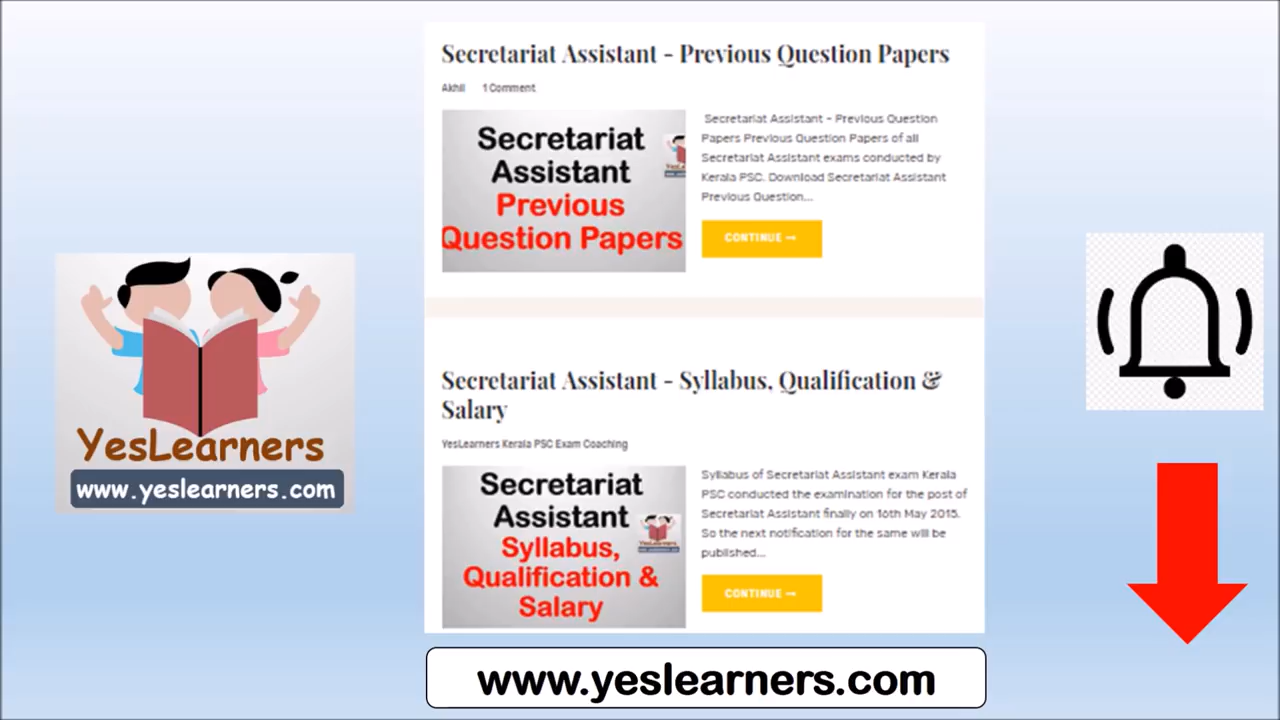 Secretariat Assistant - Previous Question Papers
Akhil 1 Comment
Secretariat
Assistant
Previous
Question Papers
Secretariat Assistant - Previous Question
Papers Previous Question Papers of all
Secretariat Assistant exams conducted by
Kerala PSC. Download Secretariat Assistant
Previous Question...
CONTINUE →
YesLearners
www.yeslearners.com
Secretariat Assistant - Syllabus, Qualification &
Salary
YesLearners Kerala PSC Exam Coaching
Secretariat
Assistant
Syllabus,
Qualification &
Salary
YesLearners
Syllabus of Secretariat Assistant exam Kerala
PSC conducted the examination for the post of
Secretariat Assistant finally on 16th May 2015.
So the next notification for the same will be
published...
CONTINUE →
www.yeslearners.com